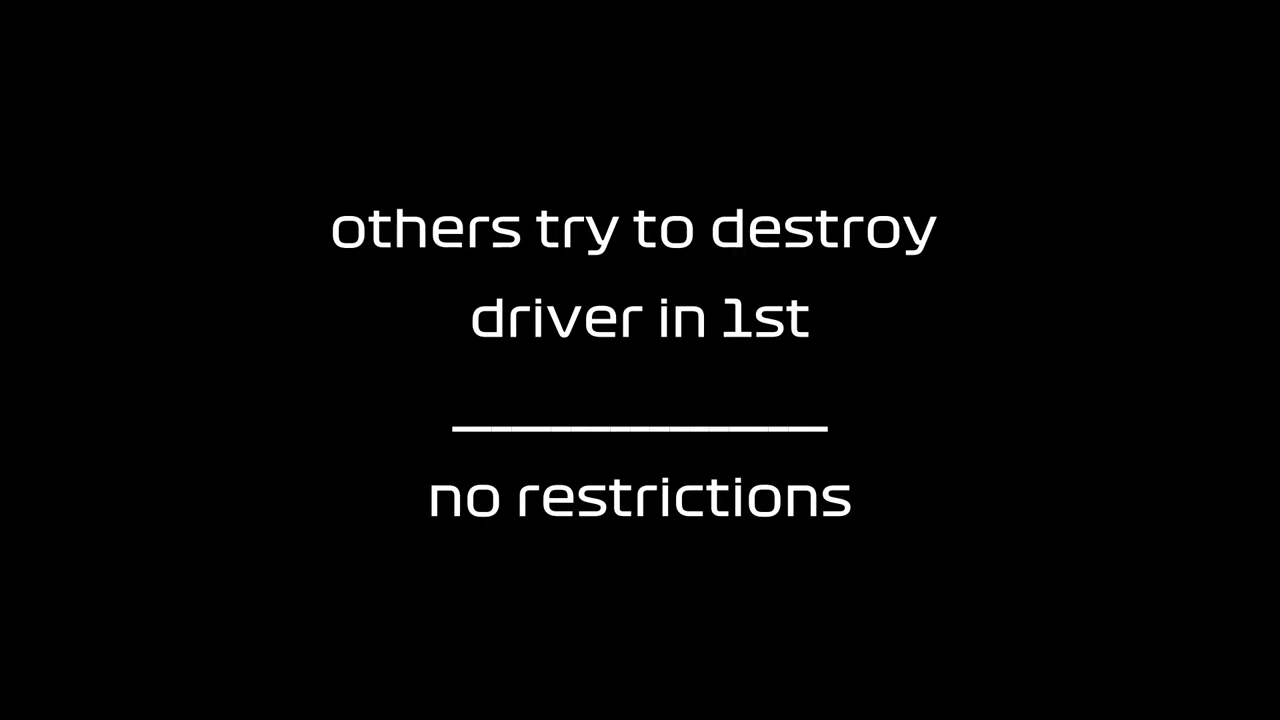 others try to destroy
driver in 1st
no restrictions